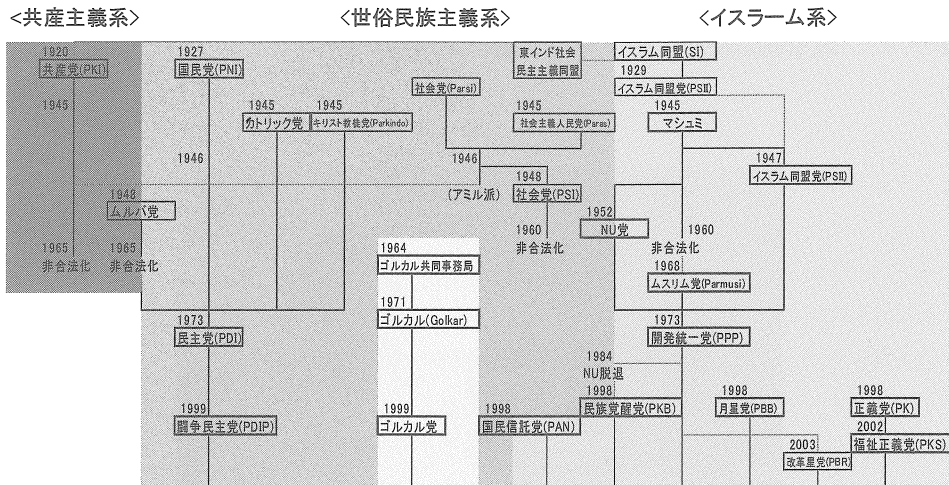 <共産主義系>
<世俗民族主義系>
<イスラーム系>
1920
共産党(PKI)
1945
1948
ムルバ党
1965
非合法化
1965
非合法化
1927
国民党(PNI)
1945
カトリック党
1945
キリスト教徒党(Parkindo)
1946
社会党(Parsi)
東インド社会
民主主義同盟
1945
社会主義人民党(Paras)
1946
(アミル派)
1948
社会党(PSI)
1960
非合法化
イスラム同盟(SI)
1929
イスラム同盟党(PSII)
1945
マシュミ
1947
イスラム同盟党(PSII)
1952
NU党
1960
非合法化
1968
ムスリム党(Parmusi)
1964
ゴルカル共同事務局
1971
ゴルカル(Golkar)
1973
民主党(PDI)
1973
開発統一党(PPP)
1984
NU脱退
1999
闘争民主党(PDIP)
1999
ゴルカル党
1998
国民信託党(PAN)
1998
民族覚醒党(PKB)
1998
月星党(PBB)
1998
正義党(PK)
2002
福祉正義党(PKS)
2003
改革星党(PBR)